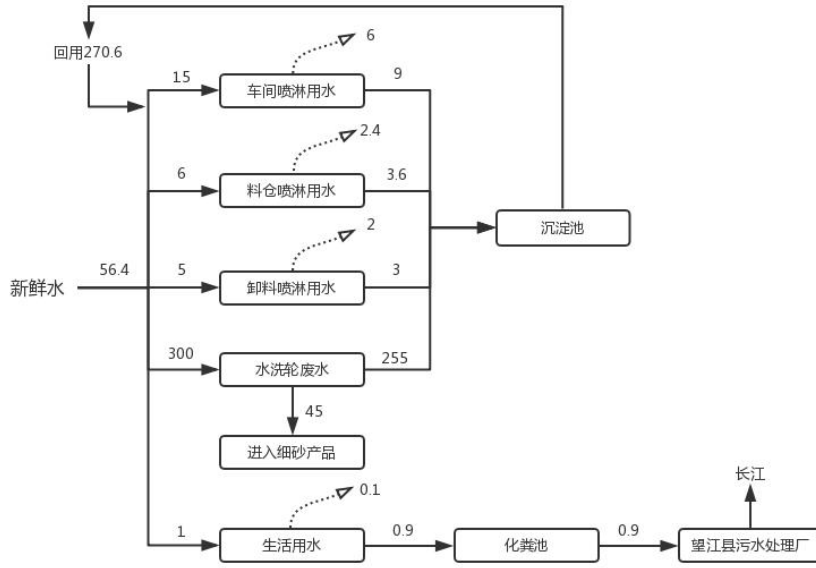 6
回用270.6
15
车间喷淋用水
9
2.4
6
料仓喷淋用水
3.6
2
沉淀池
新鲜水
56.4
5
卸料喷淋用水
3
300
水洗轮废水
255
45
进入细砂产品
长江
0.1
1
生活用水
0.9
化粪池
0.9
望江县污水处理厂